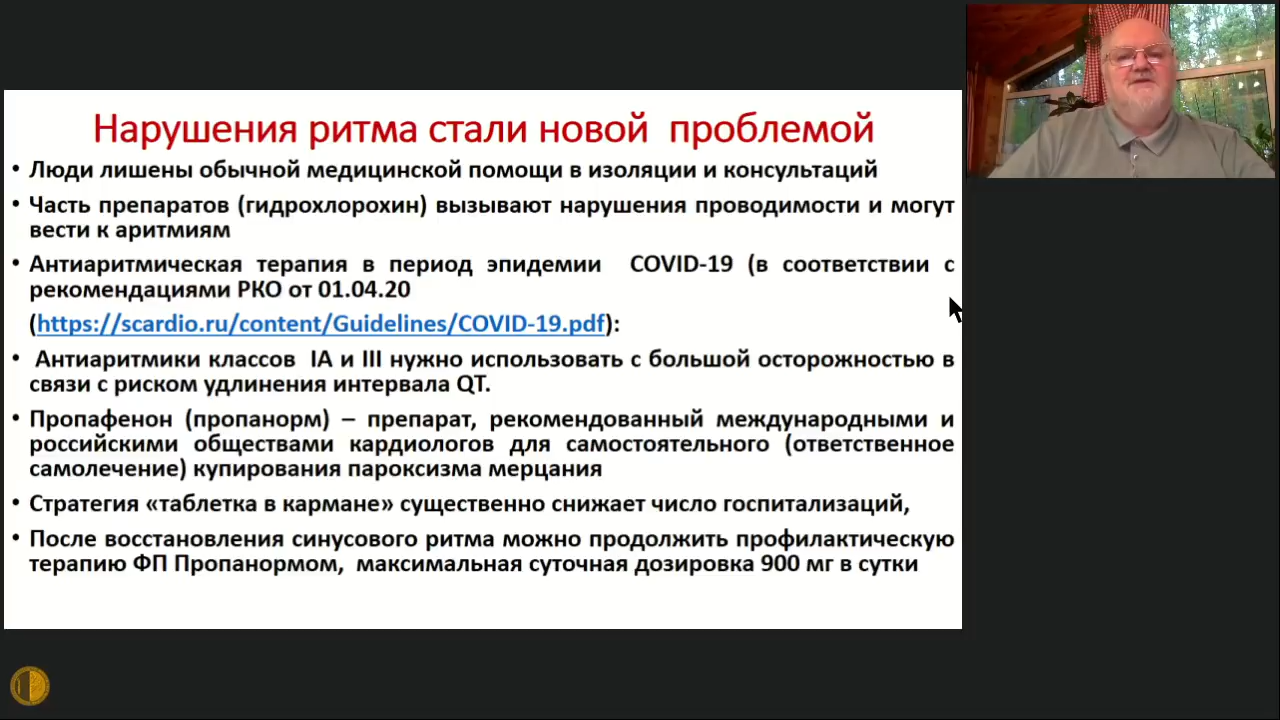 Нарушения ритма стали новой проблемой
• Люди лишены обычной медицинской помощи в изоляции и консультаций
• Часть препаратов (гидрохлорохин) вызывают нарушения проводимости и могут
вести к аритмиям
• Антиаритмическая терапия в период эпидемии COVID-19 (в соответствии с
рекомендациями РКО от 01.04.20
(https://scardio.ru/content/Guidelines/COVID-19.pdf):
• Антиаритмики классов IA и III нужно использовать с большой осторожностью в
связи с риском удлинения интервала QT.
• Пропафенон (пропанорм) – препарат, рекомендованный международными и
российскими обществами кардиологов для самостоятельного (ответственное
самолечение) купирования пароксизма мерцания
• Стратегия «таблетка в кармане» существенно снижает число госпитализаций,
• После восстановления синусового ритма можно продолжить профилактическую
терапию ФП Пропанормом, максимальная суточная дозировка 900 мг в сутки